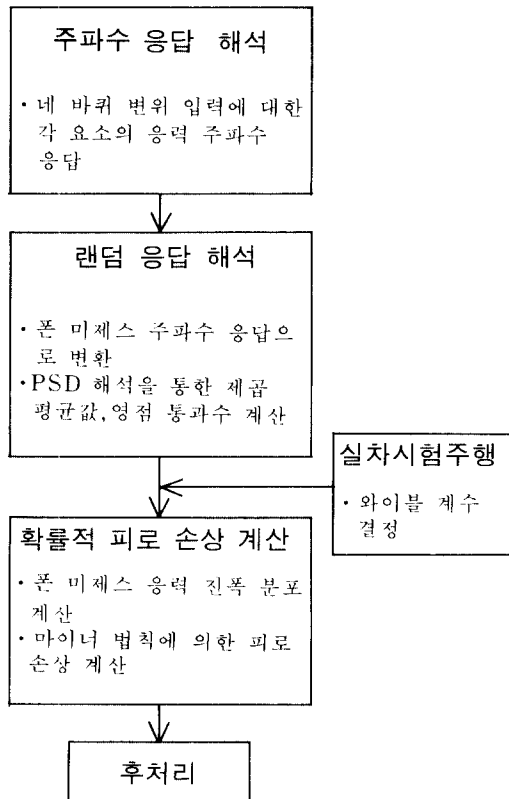 주파수 응답 해석
· 네 바퀴 변위 입력에 대한
각 요소의 응력 주파수
응답
랜덤 응답 해석
· 폰 미제스 주파수 응답으
로 변환
·PSD 해석을 통한 제곱
평균값,영점 통과수 계산
실차시험주행
· 와이블 계수
결정
확률적 피로 손상 계산
· 폰 미제스 응력 진폭 분포
계산
· 마이너 법칙에 의한 피로
손상 계산
후처리